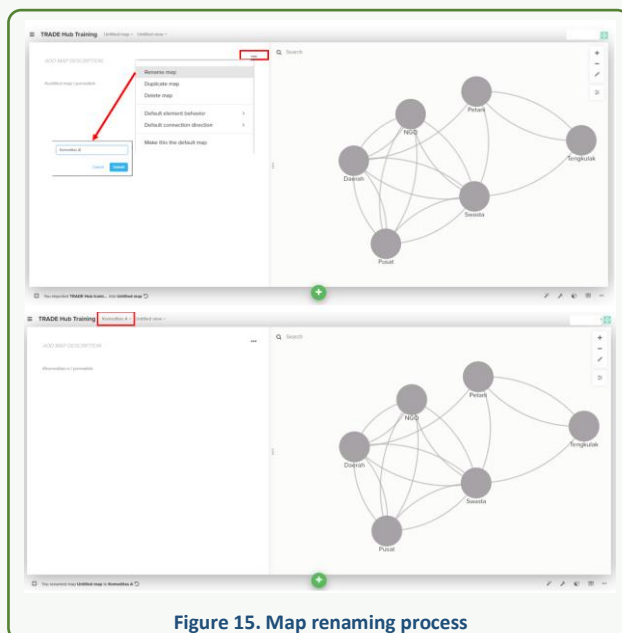 TRADE Hub Training Untitled map Untitled view
ADD MAP DESCRIPTION
Search
Rename map
Duplicate map
Delete map
Default element behavior
Default connection direction
Make this the default map
Komoditas A
Cancel Submit
Petani
NGO
Tengkulak
Daerah
Swasta
Pusat
You imported TRADE Hub train... into Untitled map
TRADE Hub Training Komoditas A Untitled view
ADD MAP DESCRIPTION
Search
#komoditas-a / permalink
Petani
NGO
Tengkulak
Daerah
Swasta
Pusat
You renamed map Untitled map to Komoditas A
Figure 15. Map renaming process